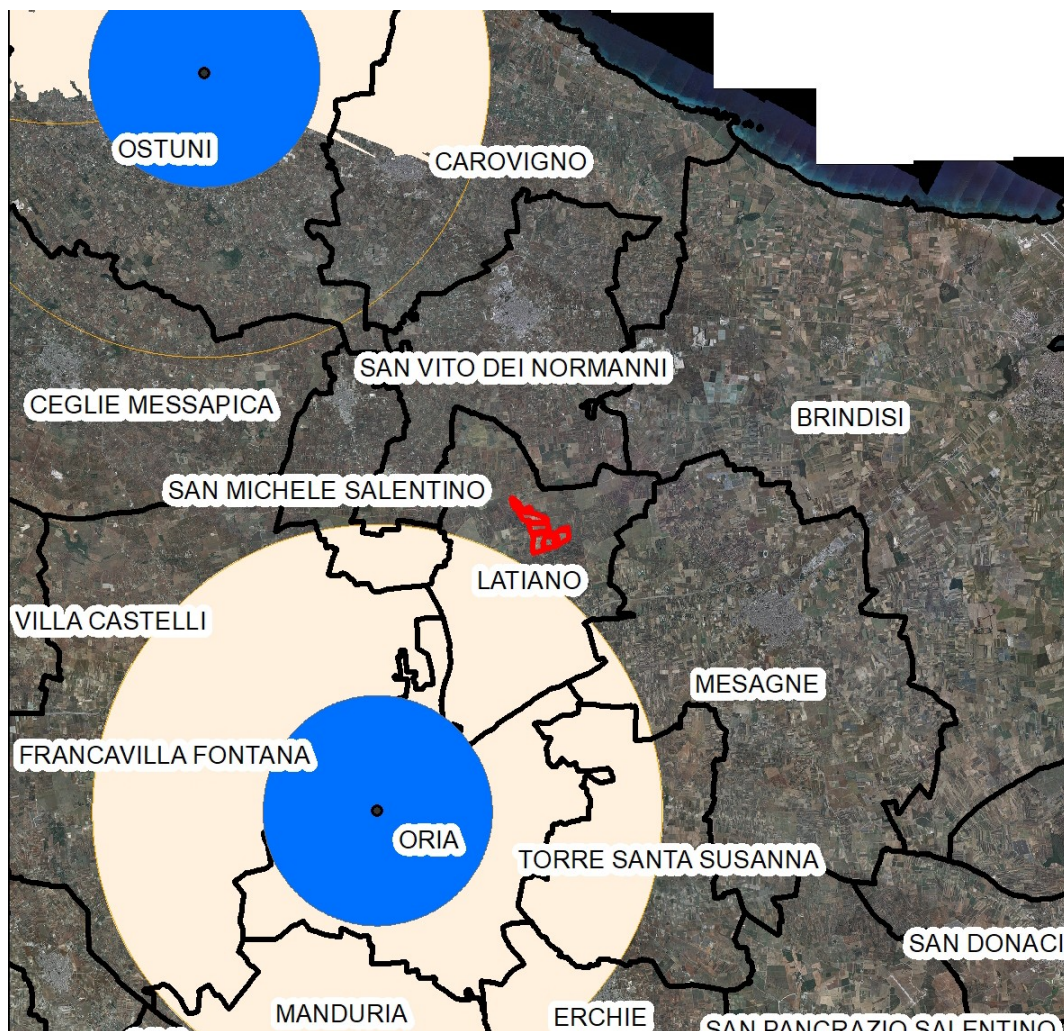 OSTUNI
CAROVIGNO
SAN VITO DEI NORMANNI
CEGLIE MESSAPICA
BRINDISI
SAN MICHELE SALENTINO
LATIANO
VILLA CASTELLI
MESAGNE
FRANCAVILLA FONTANA
ORIA
TORRE SANTA SUSANNA
SAN DONACI
MANDURIA
ERCHIE
SAN PANCRAZIO SALENTINO